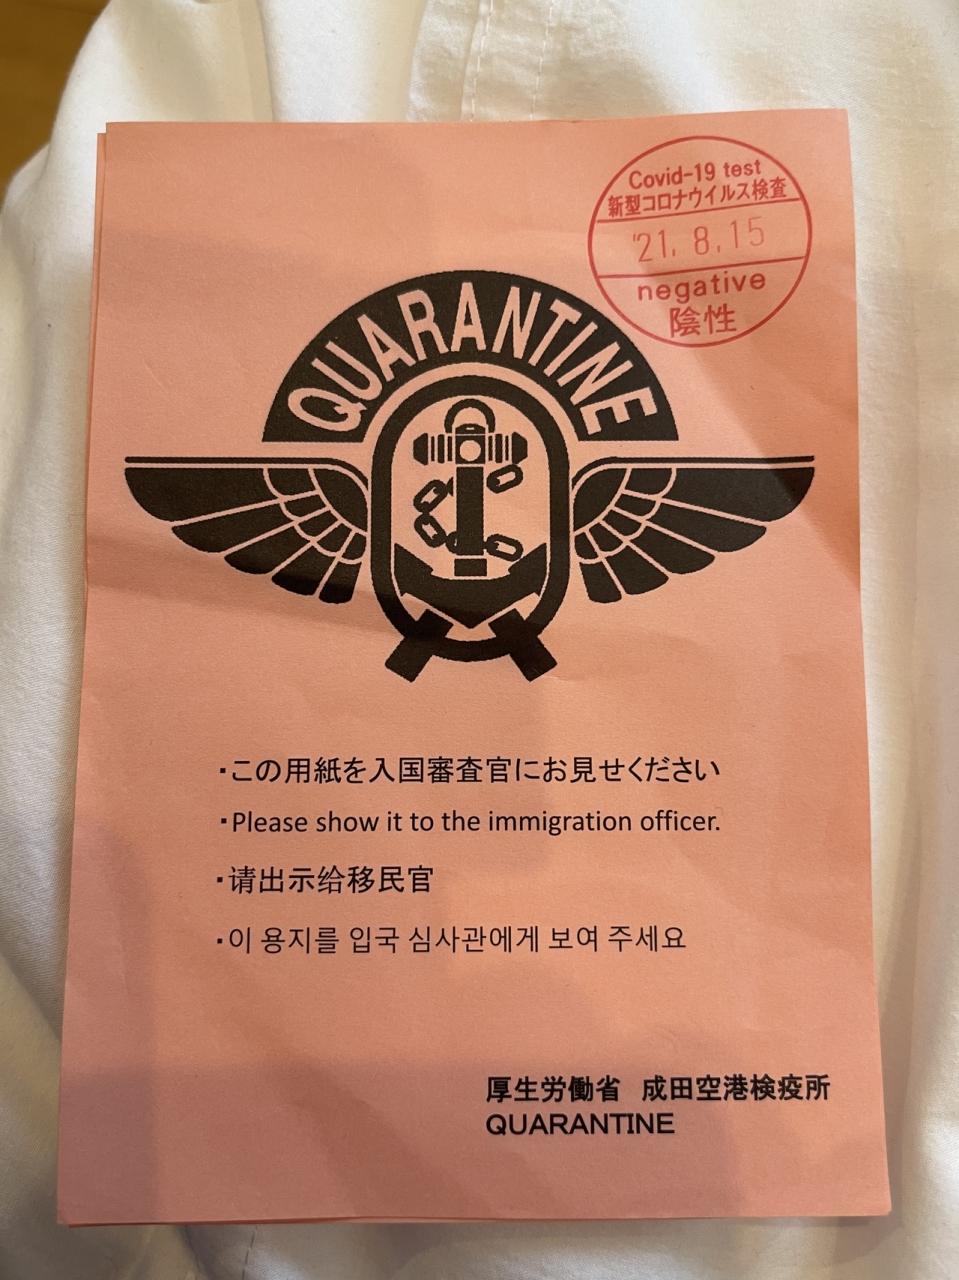 Covid-19 test
新型コロナウイルス検査
'21. 8. 15
negative
陰性
QUARANTINE
・この用紙を入国審査官にお見せください
・Please show it to the immigration officer.
・请出示给移民官
・이 용지를 입국 심사관에게 보여 주세요
厚生労働省 成田空港検疫所
QUARANTINE